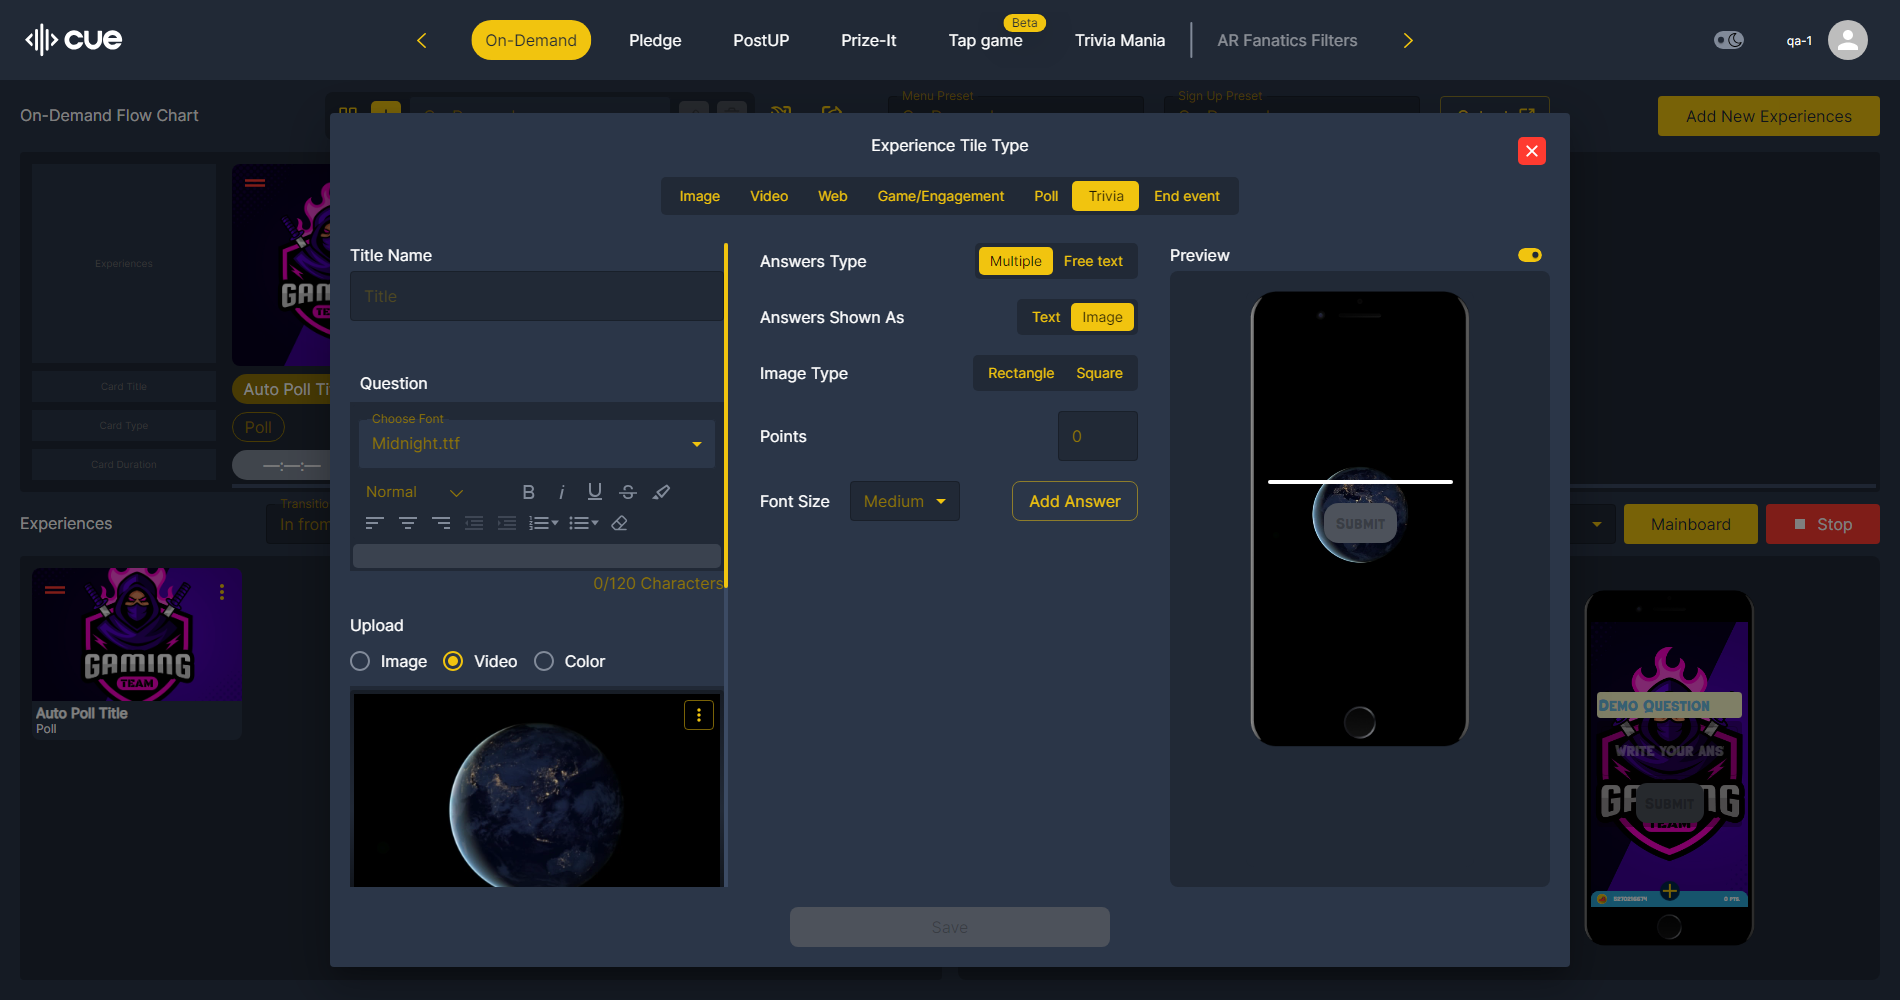 cue
On-Demand
Pledge
PostUP
Prize-It
Beta
Tap game
Trivia Mania
AR Fanatics Filters
qa-1
On-Demand Flow Chart
Menu Preset
Sign Up Preset
Add New Experiences
Experience Tile Type
Image
Video
Web
Game/Engagement
Poll
Trivia
End event
Experiences
Card Title
Card Type
Card Duration
Auto Poll Ti
Poll
Title Name
Title
Question
Choose Font
Midnight.ttf
Normal
B
i
U
S
0/120 Characters
Upload
Image
Video
Color
Answers Type
Multiple
Free text
Answers Shown As
Text
Image
Image Type
Rectangle
Square
Points
0
Font Size
Medium
Add Answer
Preview
SUBMIT
Save
Experiences
Transitio
In from
GAMING
TEAM
Auto Poll Title
Poll
Mainboard
Stop
DEMO QUESTION
WRITE YOUR ANS
SUBMIT
TEAM
0 PTS